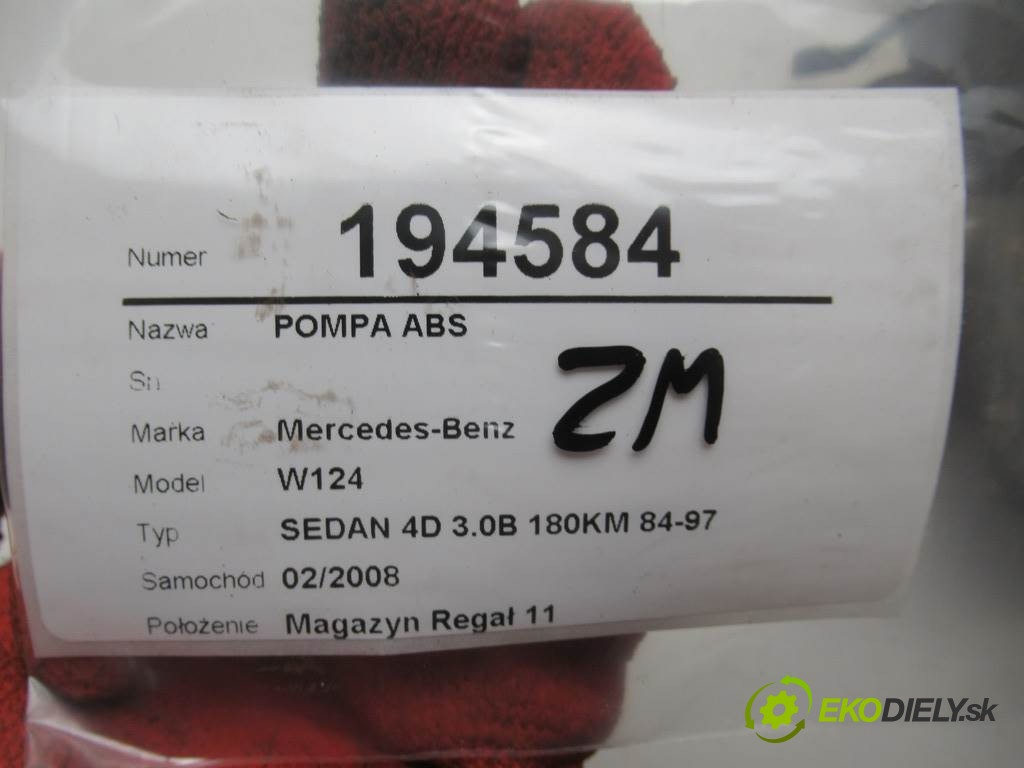 Numer 194584
Nazwa POMPA ABS
Sn
ZM
Marka Mercedes-Benz
Model W124
Typ SEDAN 4D 3.0B 180KM 84-97
Samochód 02/2008
Położenie Magazyn Regał 11
EKODIELY.sk